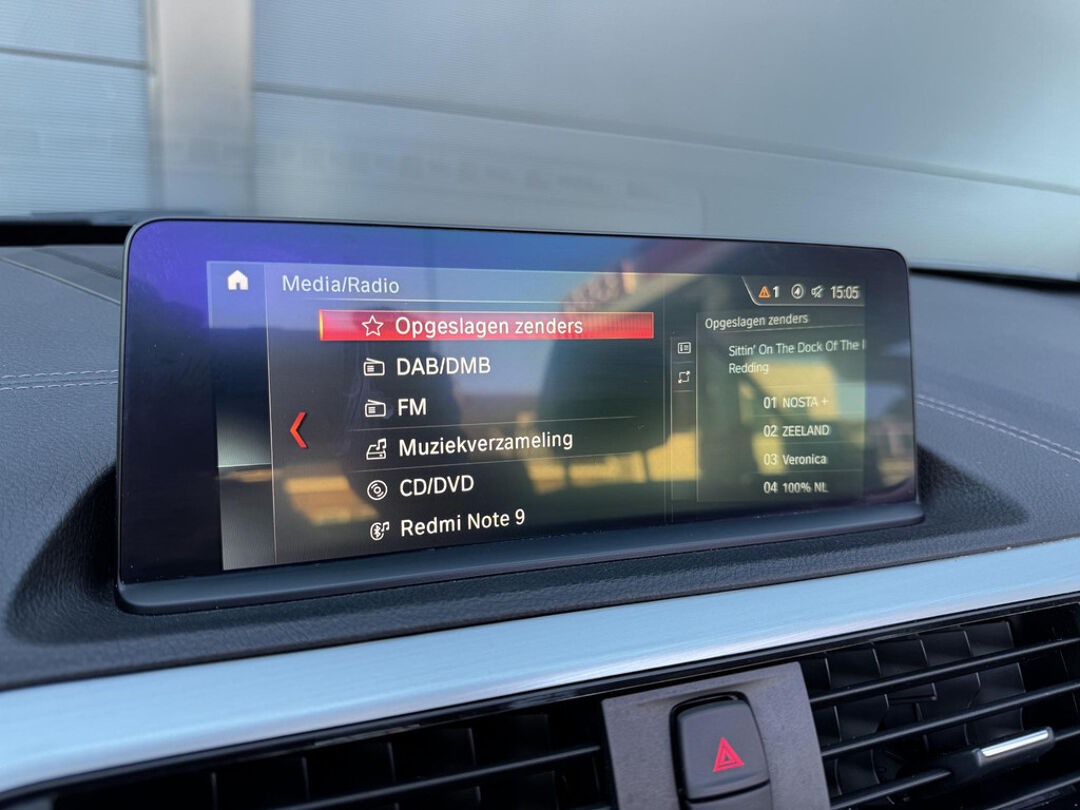 Media/Radio
1 15:05
Opgeslagen zenders
DAB/DMB
FM
Muziekverzameling
CD/DVD
Redmi Note 9
Opgeslagen zenders
Sittin' On The Dock Of The
Redding
01 NOSTA +
02 ZEELAND
03 Veronica
04 100% NL